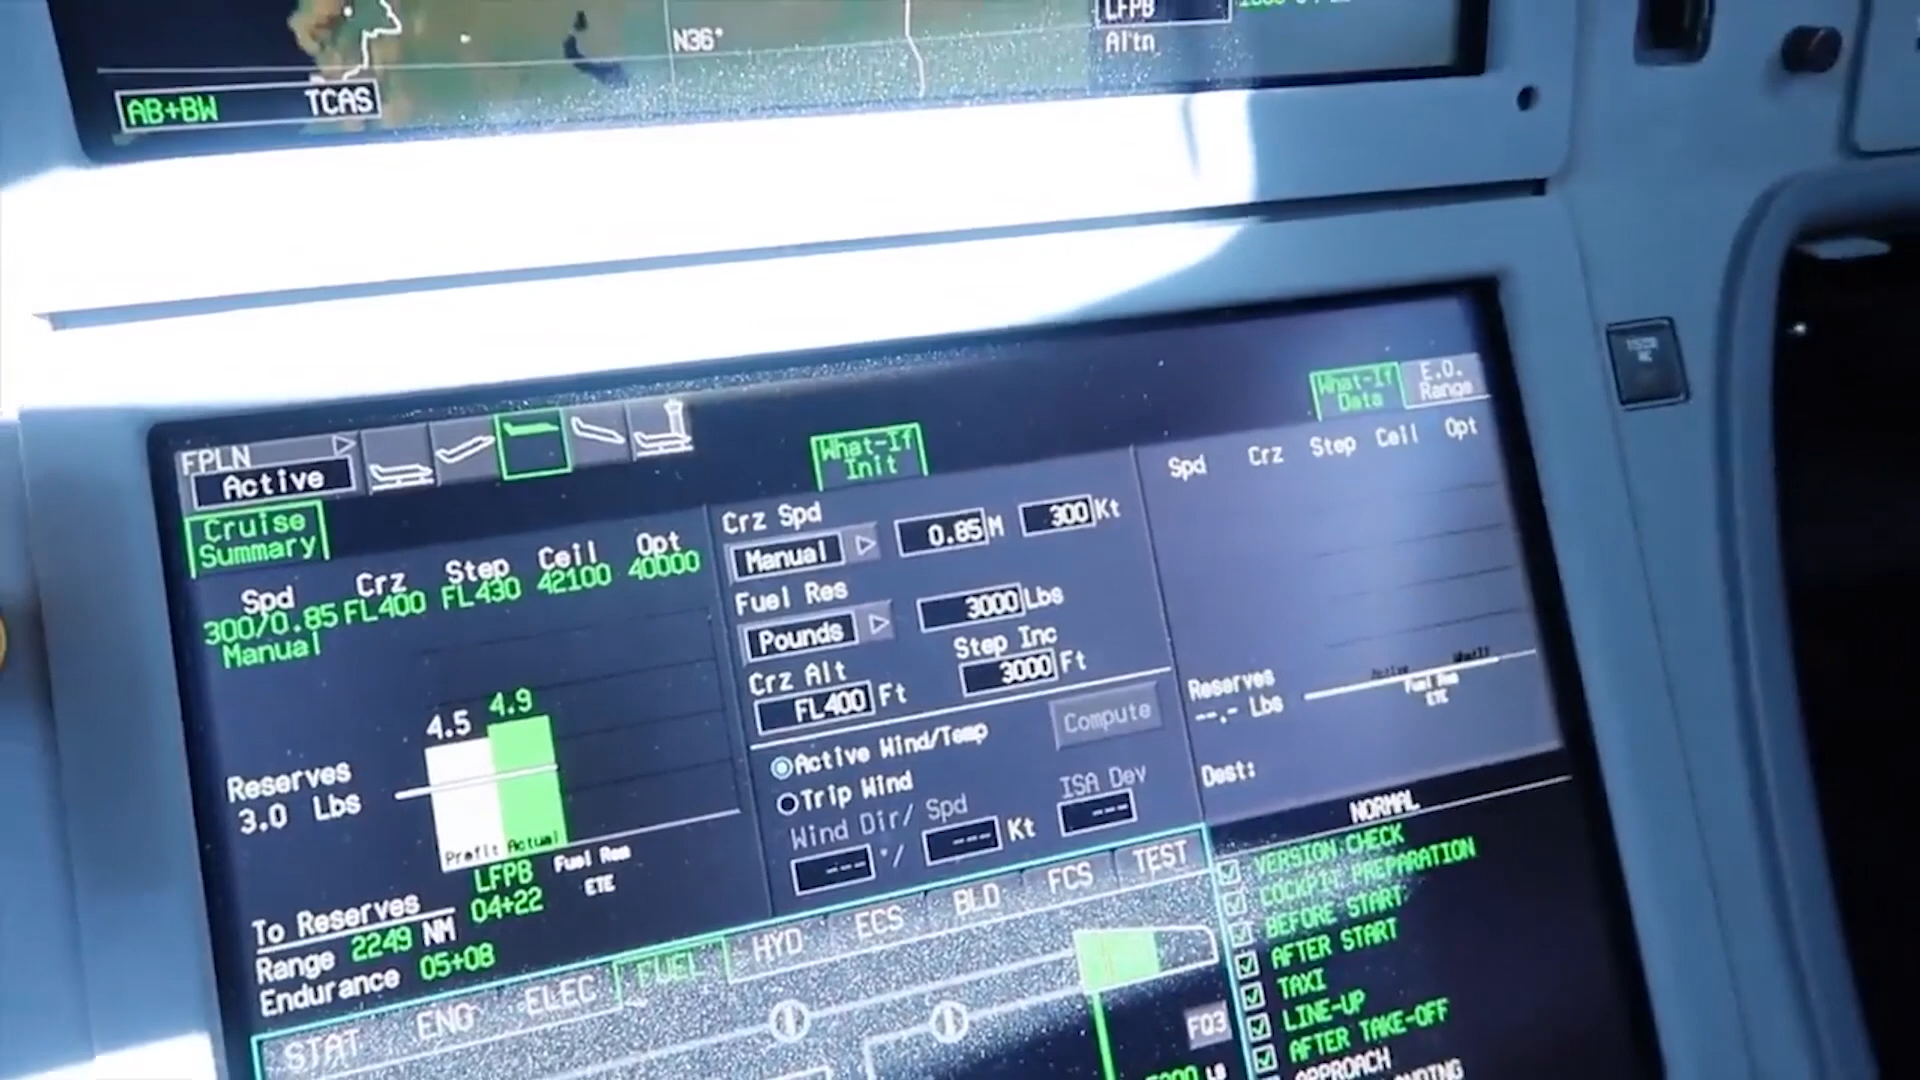 N36°
LFPB
Altn
AB+BW TCAS
FPLN
Active
Cruise
Summary
Spd Crz Step Ceil Opt
300/0.85 FL400 FL430 42100 40000
Manual
4.5 4.9
Reserves
3.0 Lbs
Profit Actual
LFPB Fuel Rem
04+22 ETE
To Reserves
Range 2249 NM
Endurance 05+08
What-If
Init
Crz Spd
Manual 0.85 M 300 Kt
Fuel Res
Pounds 3000 Lbs
Crz Alt Step Inc
FL400 Ft 3000 Ft
Active Wind/Temp Compute
Trip Wind
Wind Dir/ Spd ISA Dev
---°/ --- Kt ---
What-If
Data
E.O.
Range
Spd Crz Step Ceil Opt
Reserves
--.- Lbs
Fuel Rem
ETE
Dest:
STAT ENG ELEC FUEL HYD ECS BLD FCS TEST
FQ3
LB
NORMAL
VERSION CHECK
COCKPIT PREPARATION
BEFORE START
AFTER START
TAXI
LINE-UP
AFTER TAKE-OFF
APPROACH